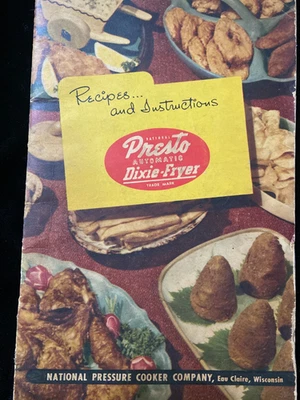 Recipes...
and Instructions
NATIONAL
Presto
AUTOMATIC
Dixie-Fryer
TRADE MARK
NATIONAL PRESSURE COOKER COMPANY, Eau Claire, Wisconsin